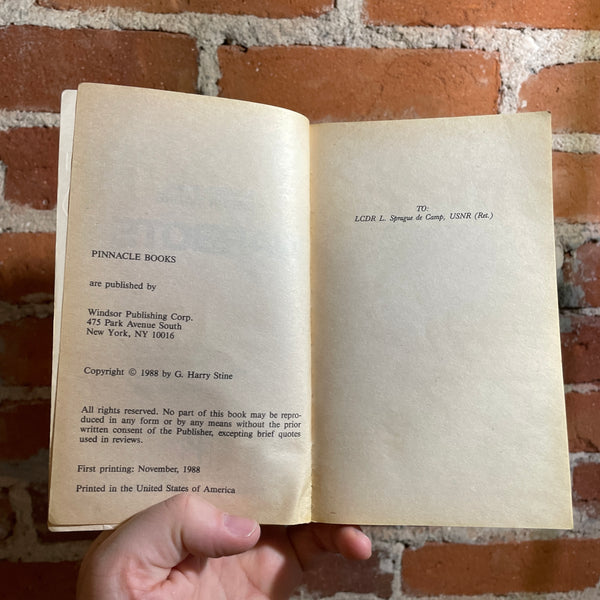 PINNACLE BOOKS
are published by
Windsor Publishing Corp.
475 Park Avenue South
New York, NY 10016
Copyright © 1988 by G. Harry Stine
All rights reserved. No part of this book may be repro-
duced in any form or by any means without the prior
written consent of the Publisher, excepting brief quotes
used in reviews.
First printing: November, 1988
Printed in the United States of America
TO:
LCDR L. Sprague de Camp, USNR (Ret.)